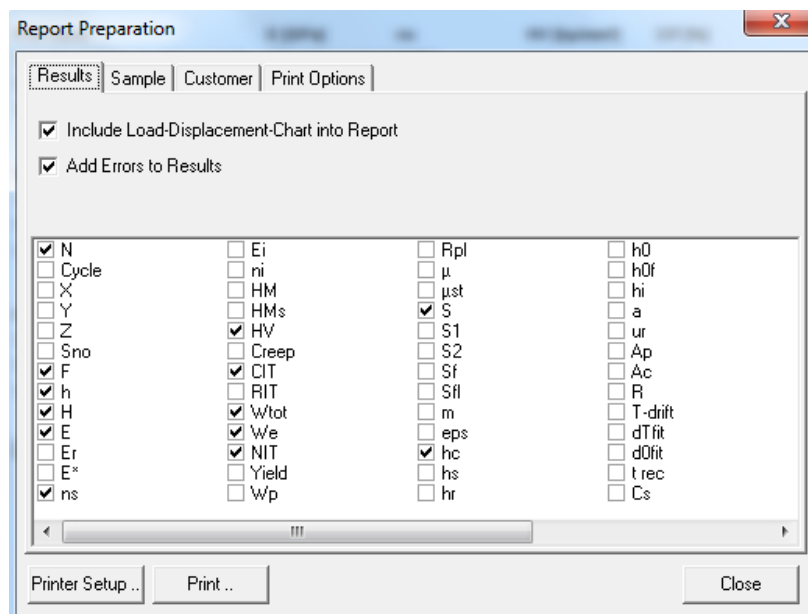 Report Preparation
Results Sample Customer Print Options
Include Load-Displacement-Chart into Report
Add Errors to Results
N Ei Rpl h0
Cycle ni μ h0f
X HM μst hi
Y HMs S a
Z HV S1 ur
Sno Creep S2 Ap
F CIT Sf Ac
h RIT Sfl R
H Wtot m T-drift
E We eps dTfit
Er NIT hc d0fit
E* Yield hs t rec
ns Wp hr Cs
Printer Setup .. Print .. Close